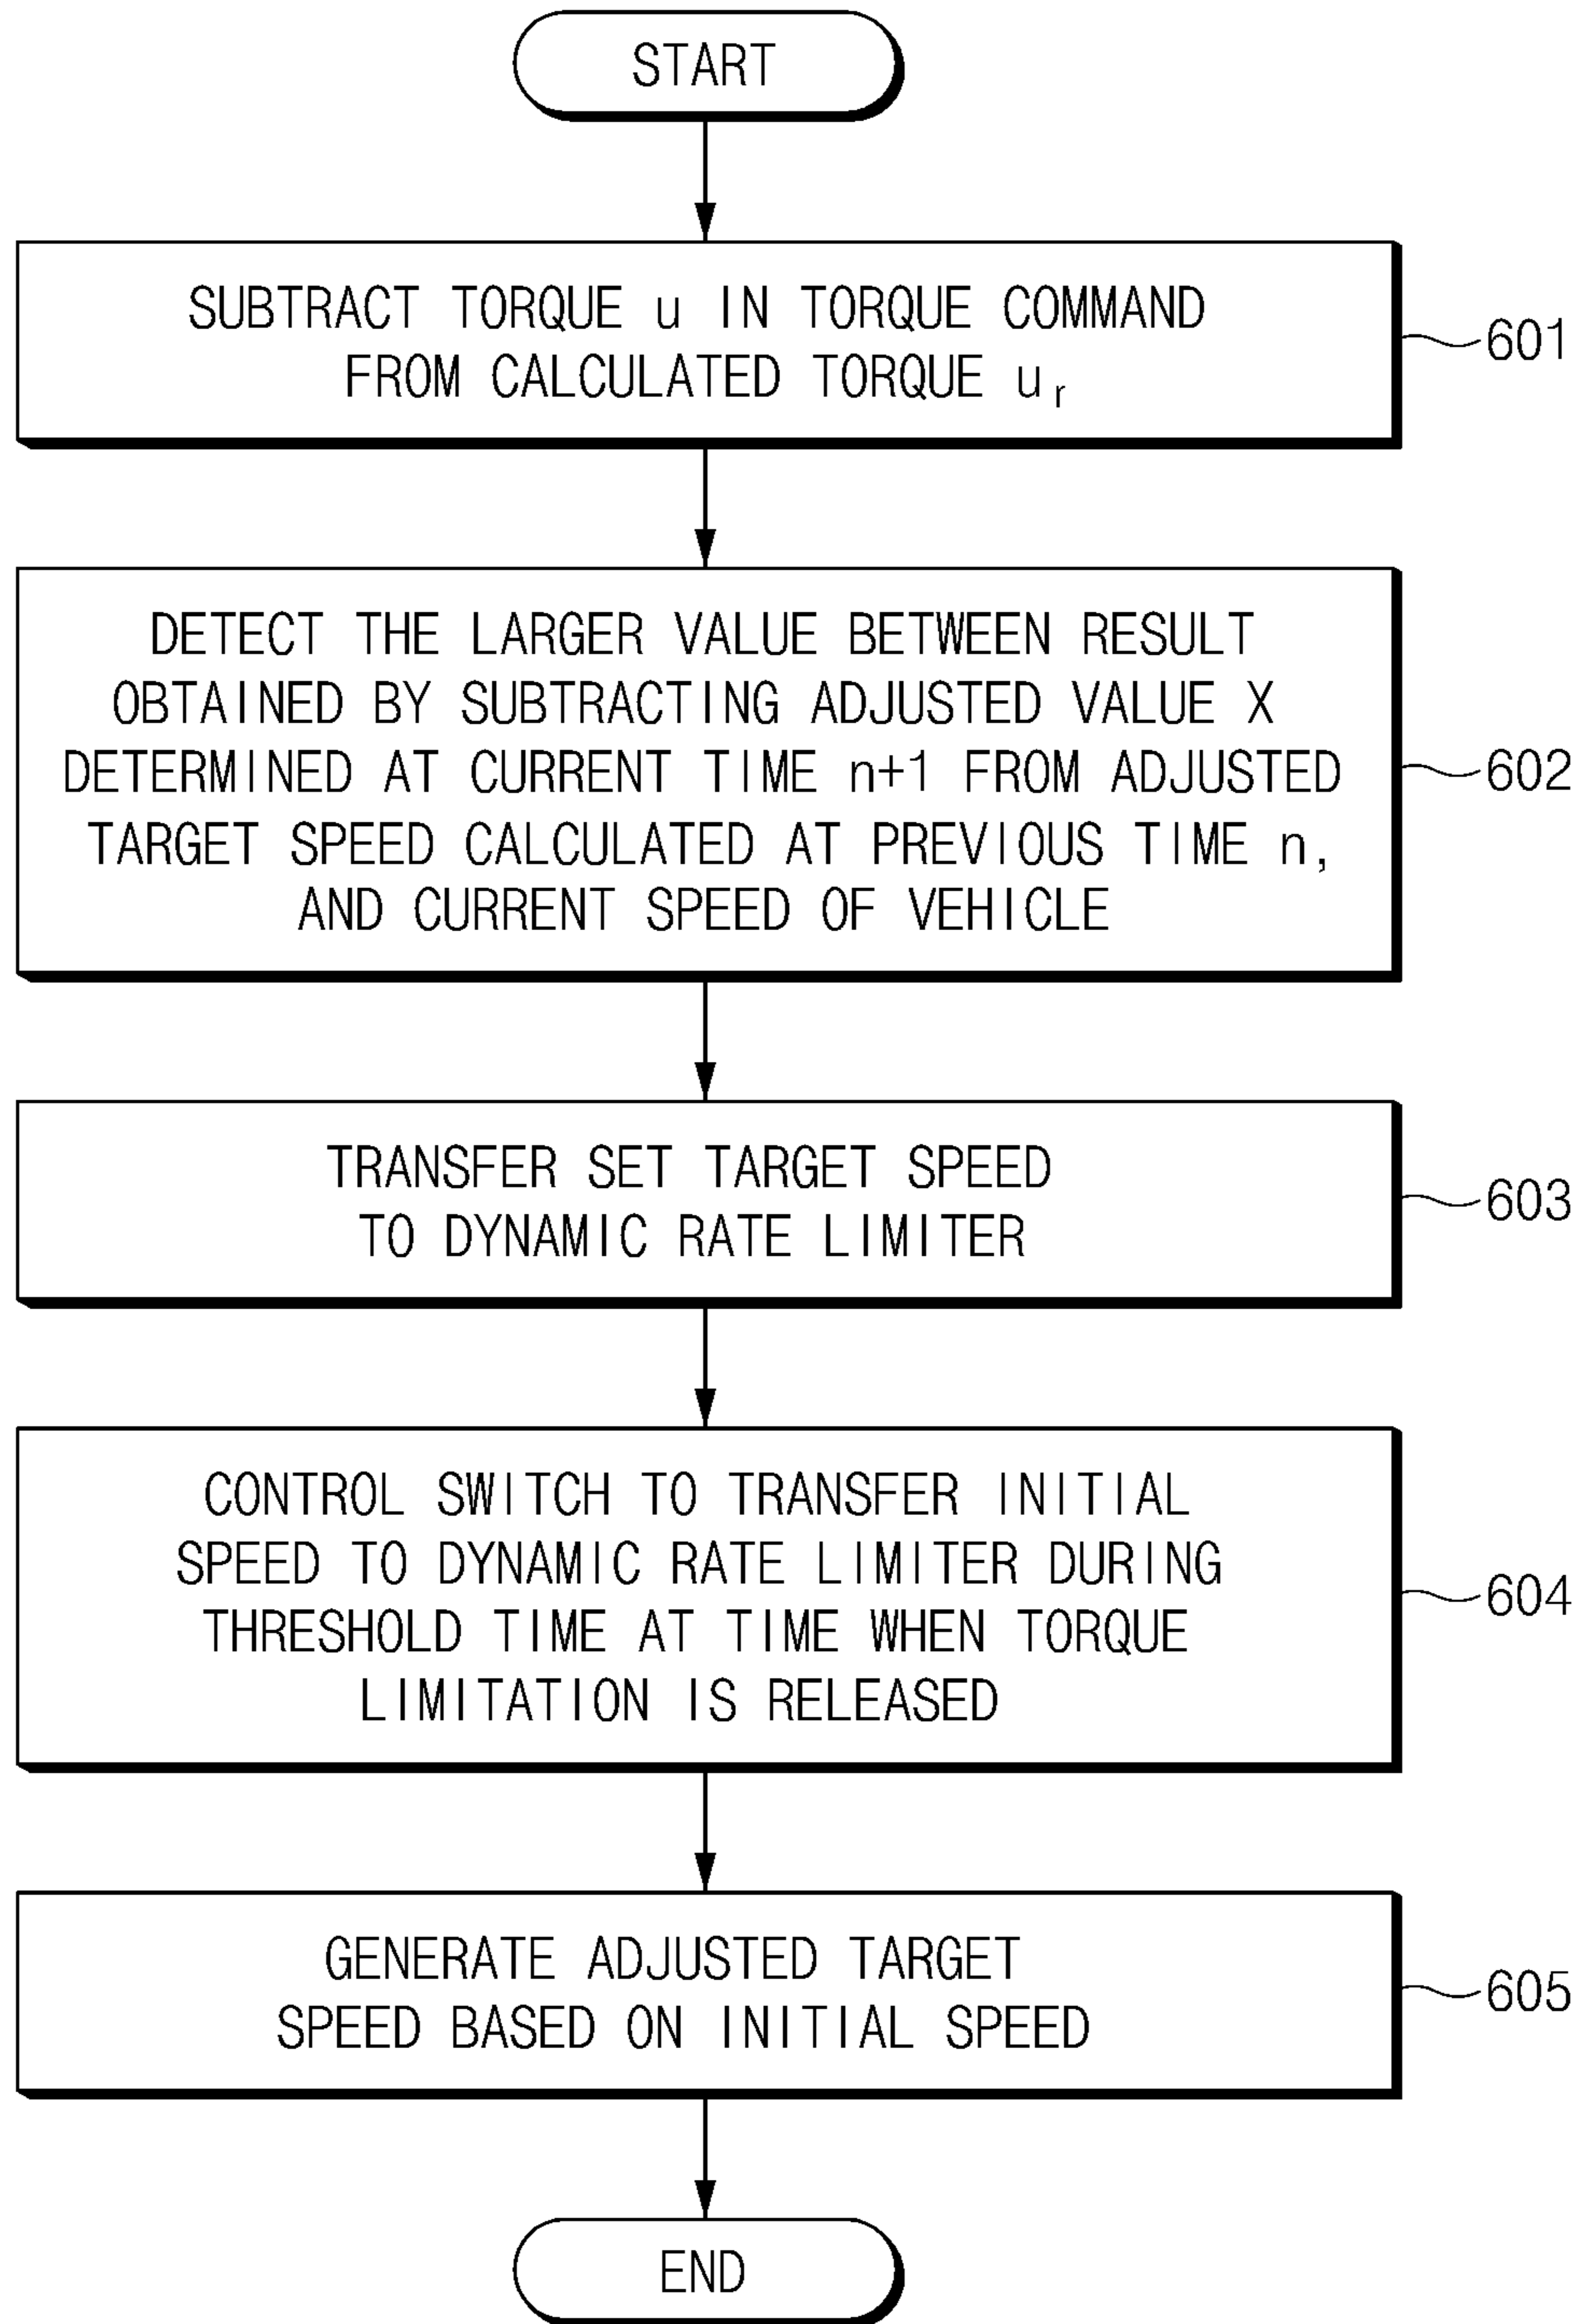 START
SUBTRACT TORQUE u IN TORQUE COMMAND
FROM CALCULATED TORQUE ur
601
DETECT THE LARGER VALUE BETWEEN RESULT
OBTAINED BY SUBTRACTING ADJUSTED VALUE X
DETERMINED AT CURRENT TIME n+1 FROM ADJUSTED
TARGET SPEED CALCULATED AT PREVIOUS TIME n,
AND CURRENT SPEED OF VEHICLE
602
TRANSFER SET TARGET SPEED
TO DYNAMIC RATE LIMITER
603
CONTROL SWITCH TO TRANSFER INITIAL
SPEED TO DYNAMIC RATE LIMITER DURING
THRESHOLD TIME AT TIME WHEN TORQUE
LIMITATION IS RELEASED
604
GENERATE ADJUSTED TARGET
SPEED BASED ON INITIAL SPEED
605
END